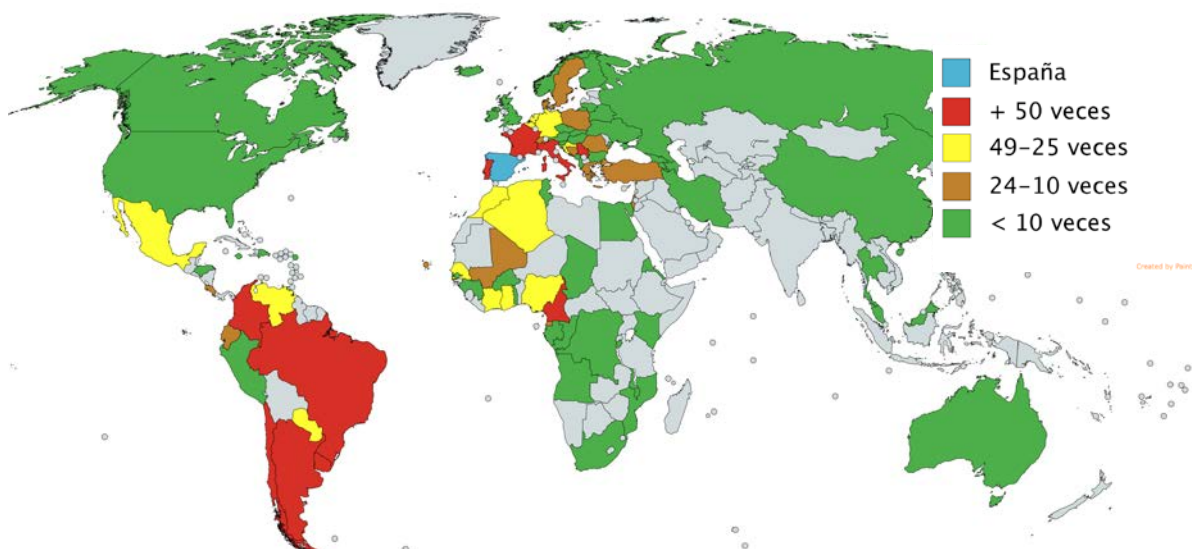 España
+ 50 veces
49-25 veces
24-10 veces
< 10 veces
Created by Paint